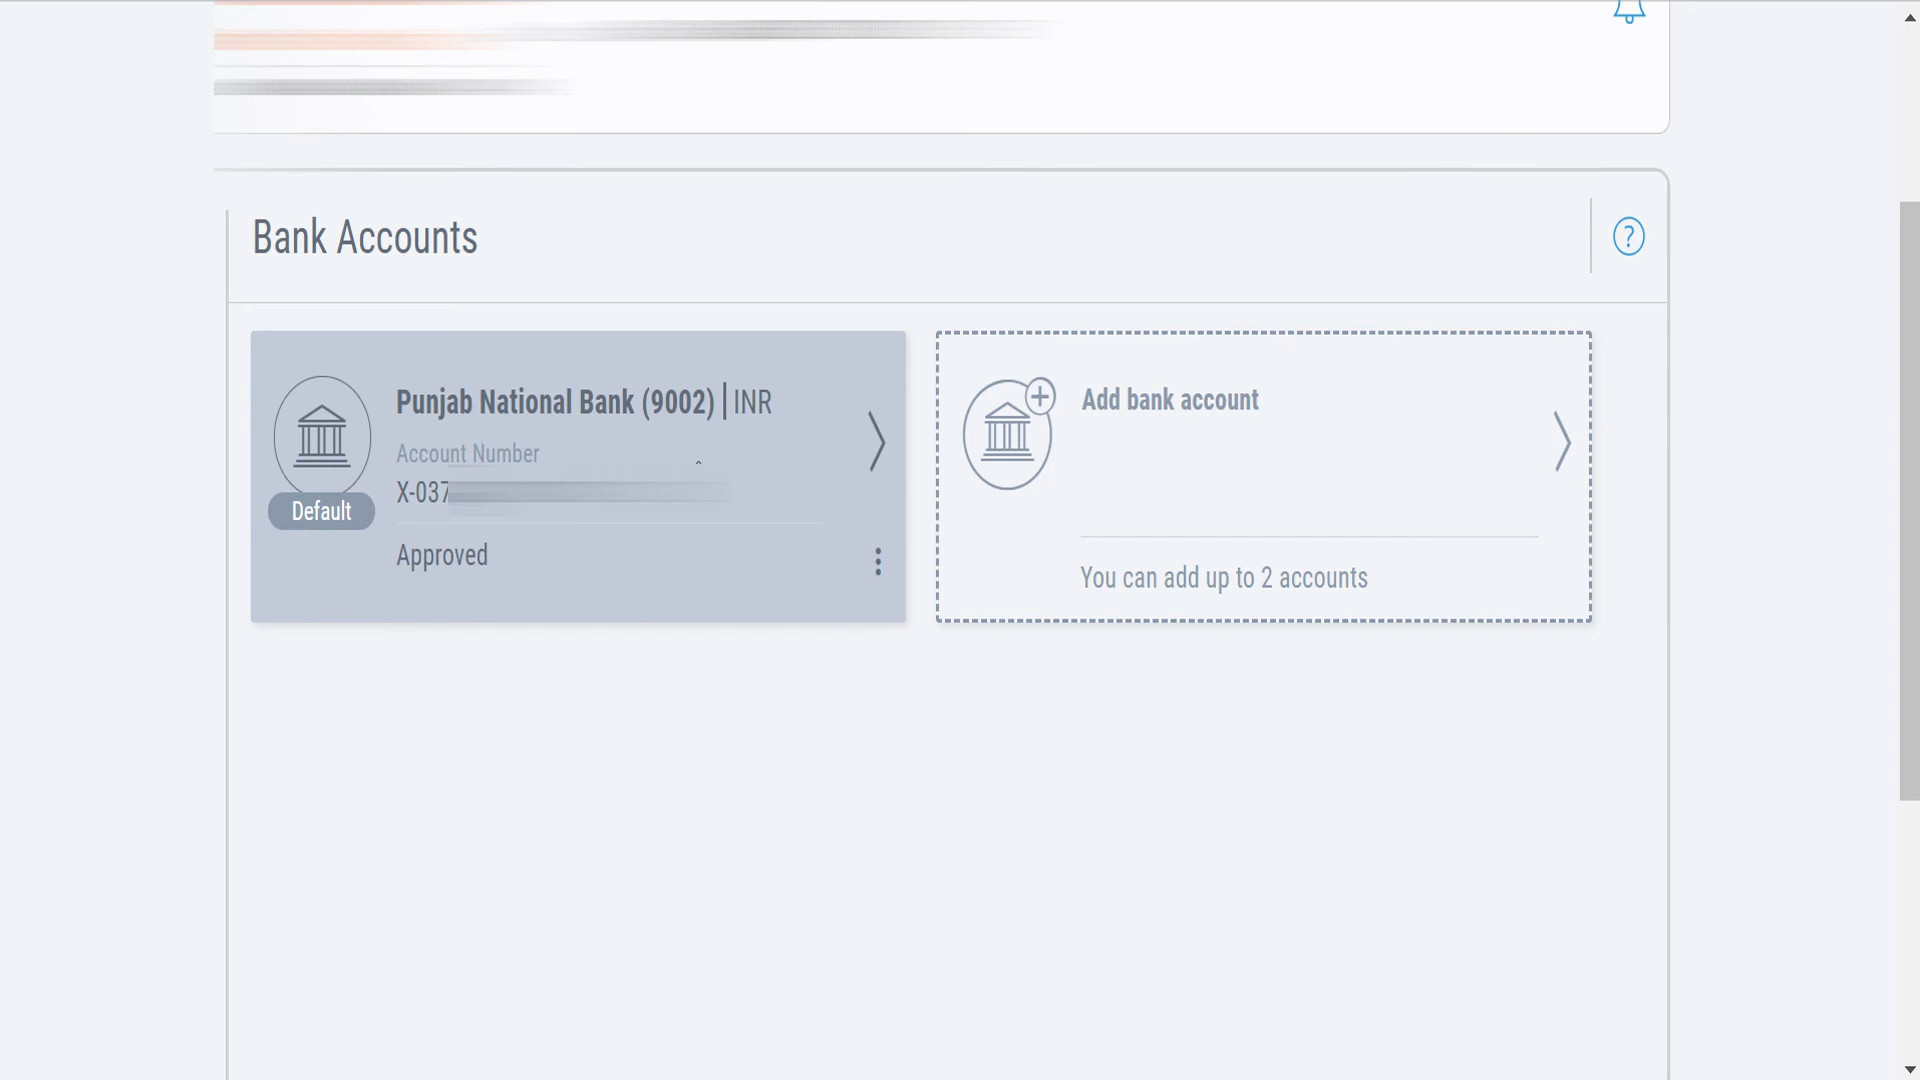 Bank Accounts
?
Punjab National Bank (9002) | INR
Account Number
X-037
Default
Approved
Add bank account
You can add up to 2 accounts